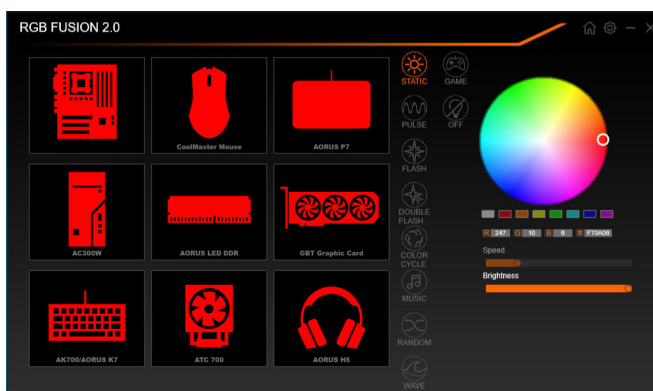 RGB FUSION 2.0
CoolMaster Mouse
AORUS P7
AC300W
AORUS LED DDR
GBT Graphic Card
AK700/AORUS K7
ATC 700
AORUS H5
STATIC
GAME
PULSE
OFF
FLASH
DOUBLE
FLASH
COLOR
CYCLE
MUSIC
RANDOM
WAVE
R 247 G 10 B 6 # F70A06
Speed
Brightness